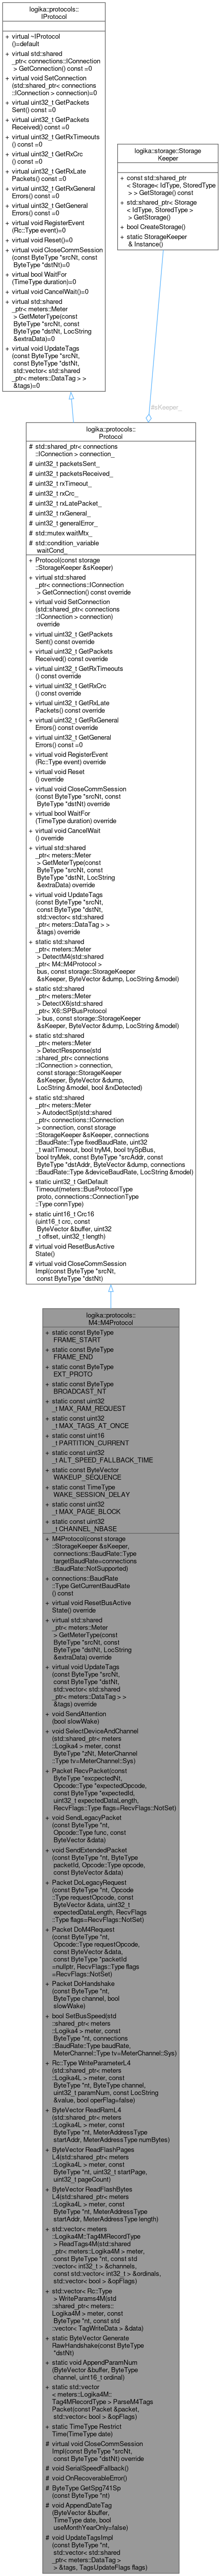 logika::protocols::
IProtocol
+ virtual ~IProtocol
()=default
+ virtual std::shared
_ptr< connections::IConnection
> GetConnection() const =0
+ virtual void SetConnection
(std::shared_ptr< connections
::IConnection > connection)=0
+ virtual uint32_t GetPackets
Sent() const =0
+ virtual uint32_t GetPackets
Received() const =0
+ virtual uint32_t GetRxTimeouts
() const =0
+ virtual uint32_t GetRxCrc
() const =0
+ virtual uint32_t GetRxLate
Packets() const =0
+ virtual uint32_t GetRxGeneral
Errors() const =0
+ virtual uint32_t GetGeneral
Errors() const =0
+ virtual void RegisterEvent
(Rc::Type event)=0
+ virtual void Reset()=0
+ virtual void CloseCommSession
(const ByteType *srcNt, const
ByteType *dstNt)=0
+ virtual bool WaitFor
(TimeType duration)=0
+ virtual void CancelWait()=0
+ virtual std::shared
_ptr< meters::Meter
> GetMeterType(const
ByteType *srcNt, const
ByteType *dstNt, LocString
&extraData)=0
+ virtual void UpdateTags
(const ByteType *srcNt,
const ByteType *dstNt,
std::vector< std::shared
_ptr< meters::DataTag > >
&tags)=0
logika::storage::Storage
Keeper
+ const std::shared_ptr
< Storage< IdType, StoredType
> > GetStorage() const
+ std::shared_ptr< Storage
< IdType, StoredType >
> GetStorage()
+ bool CreateStorage()
+ static StorageKeeper
& Instance()
#sKeeper_
logika::protocols::
Protocol
# std::shared_ptr< connections
::IConnection > connection_
# uint32_t packetsSent_
# uint32_t packetsReceived_
# uint32_t rxTimeout_
# uint32_t rxCrc_
# uint32_t rxLatePacket_
# uint32_t rxGeneral_
# uint32_t generalError_
# std::mutex waitMtx_
# std::condition_variable
waitCond_
+ Protocol(const storage
::StorageKeeper &sKeeper)
+ virtual std::shared
_ptr< connections::IConnection
> GetConnection() const override
+ virtual void SetConnection
(std::shared_ptr< connections
::IConnection > connection)
override
+ virtual uint32_t GetPackets
Sent() const override
+ virtual uint32_t GetPackets
Received() const override
+ virtual uint32_t GetRxTimeouts
() const override
+ virtual uint32_t GetRxCrc
() const override
+ virtual uint32_t GetRxLate
Packets() const override
+ virtual uint32_t GetRxGeneral
Errors() const override
+ virtual uint32_t GetGeneral
Errors() const =0
+ virtual void RegisterEvent
(Rc::Type event) override
+ virtual void Reset
() override
+ virtual void CloseCommSession
(const ByteType *srcNt, const
ByteType *dstNt) override
+ virtual bool WaitFor
(TimeType duration) override
+ virtual void CancelWait
() override
+ virtual std::shared
_ptr< meters::Meter
> GetMeterType(const
ByteType *srcNt, const
ByteType *dstNt, LocString
&extraData) override
+ virtual void UpdateTags
(const ByteType *srcNt,
const ByteType *dstNt,
std::vector< std::shared
_ptr< meters::DataTag > >
&tags) override
+ static std::shared
_ptr< meters::Meter
> DetectM4(std::shared
_ptr< M4::M4Protocol >
bus, const storage::StorageKeeper
&sKeeper, ByteVector &dump, LocString &model)
+ static std::shared
_ptr< meters::Meter
> DetectX6(std::shared
_ptr< X6::SPBusProtocol
> bus, const storage::StorageKeeper
&sKeeper, ByteVector &dump, LocString &model)
+ static std::shared
_ptr< meters::Meter
> DetectResponse(std
::shared_ptr< connections
::IConnection > connection,
const storage::StorageKeeper
&sKeeper, ByteVector &dump,
LocString &model, bool &rxDetected)
+ static std::shared
_ptr< meters::Meter
> AutodectSpt(std::shared
_ptr< connections::IConnection
> connection, const storage
::StorageKeeper &sKeeper, connections
::BaudRate::Type fixedBaudRate, uint32
_t waitTimeout, bool tryM4, bool trySpBus,
bool tryMek, const ByteType *srcAddr, const
ByteType *dstAddr, ByteVector &dump, connections
::BaudRate::Type &deviceBaudRate, LocString &model)
+ static uint32_t GetDefault
Timeout(meters::BusProtocolType
proto, connections::ConnectionType
::Type connType)
+ static uint16_t Crc16
(uint16_t crc, const
ByteVector &buffer, uint32
_t offset, uint32_t length)
# virtual void ResetBusActive
State()
# virtual void CloseCommSession
Impl(const ByteType *srcNt,
const ByteType *dstNt)
logika::protocols::
M4::M4Protocol
+ static const ByteType
FRAME_START
+ static const ByteType
FRAME_END
+ static const ByteType
EXT_PROTO
+ static const ByteType
BROADCAST_NT
+ static const uint32
_t MAX_RAM_REQUEST
+ static const uint32
_t MAX_TAGS_AT_ONCE
+ static const uint16
_t PARTITION_CURRENT
+ static const uint32
_t ALT_SPEED_FALLBACK_TIME
+ static const ByteVector
WAKEUP_SEQUENCE
+ static const TimeType
WAKE_SESSION_DELAY
+ static const uint32
_t MAX_PAGE_BLOCK
+ static const uint32
_t CHANNEL_NBASE
+ M4Protocol(const storage
::StorageKeeper &sKeeper,
connections::BaudRate::Type
targetBaudRate=connections
::BaudRate::NotSupported)
+ connections::BaudRate
::Type GetCurrentBaudRate
() const
+ virtual void ResetBusActive
State() override
+ virtual std::shared
_ptr< meters::Meter
> GetMeterType(const
ByteType *srcNt, const
ByteType *dstNt, LocString
&extraData) override
+ virtual void UpdateTags
(const ByteType *srcNt,
const ByteType *dstNt,
std::vector< std::shared
_ptr< meters::DataTag > >
&tags) override
+ void SendAttention
(bool slowWake)
+ void SelectDeviceAndChannel
(std::shared_ptr< meters
::Logika4 > meter, const
ByteType *zNt, MeterChannel
::Type tv=MeterChannel::Sys)
+ Packet RecvPacket(const
ByteType *excpectedNt,
Opcode::Type *expectedOpcode,
const ByteType *expectedId,
uint32_t expectedDataLength,
RecvFlags::Type flags=RecvFlags::NotSet)
+ void SendLegacyPacket
(const ByteType *nt,
Opcode::Type func, const
ByteVector &data)
+ void SendExtendedPacket
(const ByteType *nt, ByteType
packetId, Opcode::Type opcode,
const ByteVector &data)
+ Packet DoLegacyRequest
(const ByteType *nt, Opcode
::Type requestOpcode, const
ByteVector &data, uint32_t
expectedDataLength, RecvFlags
::Type flags=RecvFlags::NotSet)
+ Packet DoM4Request
(const ByteType *nt,
Opcode::Type requestOpcode,
const ByteVector &data,
const ByteType *packetId
=nullptr, RecvFlags::Type flags
=RecvFlags::NotSet)
+ Packet DoHandshake
(const ByteType *nt,
ByteType channel, bool
slowWake)
+ bool SetBusSpeed(std
::shared_ptr< meters
::Logika4 > meter, const
ByteType *nt, connections
::BaudRate::Type baudRate,
MeterChannel::Type tv=MeterChannel::Sys)
+ Rc::Type WriteParameterL4
(std::shared_ptr< meters
::Logika4L > meter, const
ByteType *nt, ByteType channel,
uint32_t paramNum, const LocString
&value, bool operFlag=false)
+ ByteVector ReadRamL4
(std::shared_ptr< meters
::Logika4L > meter, const
ByteType *nt, MeterAddressType
startAddr, MeterAddressType numBytes)
+ ByteVector ReadFlashPages
L4(std::shared_ptr< meters
::Logika4L > meter, const
ByteType *nt, uint32_t startPage,
uint32_t pageCount)
+ ByteVector ReadFlashBytes
L4(std::shared_ptr< meters
::Logika4L > meter, const
ByteType *nt, MeterAddressType
startAddr, MeterAddressType length)
+ std::vector< meters
::Logika4M::Tag4MRecordType
> ReadTags4M(std::shared
_ptr< meters::Logika4M > meter,
const ByteType *nt, const std
::vector< int32_t > &channels,
const std::vector< int32_t > &ordinals,
std::vector< bool > &opFlags)
+ std::vector< Rc::Type
> WriteParams4M(std
::shared_ptr< meters::
Logika4M > meter, const
ByteType *nt, const std
::vector< TagWriteData > &data)
+ static ByteVector Generate
RawHandshake(const ByteType
*dstNt)
+ static void AppendParamNum
(ByteVector &buffer, ByteType
channel, uint16_t ordinal)
+ static std::vector
< meters::Logika4M::
Tag4MRecordType > ParseM4Tags
Packet(const Packet &packet,
std::vector< bool > &opFlags)
+ static TimeType Restrict
Time(TimeType date)
# virtual void CloseCommSession
Impl(const ByteType *srcNt,
const ByteType *dstNt) override
# void SerialSpeedFallback()
# void OnRecoverableError()
# ByteType GetSpg741Sp
(const ByteType *nt)
# void AppendDateTag
(ByteVector &buffer,
TimeType date, bool
useMonthYearOnly=false)
# void UpdateTagsImpl
(const ByteType *nt,
std::vector< std::shared
_ptr< meters::DataTag >
> &tags, TagsUpdateFlags flags)